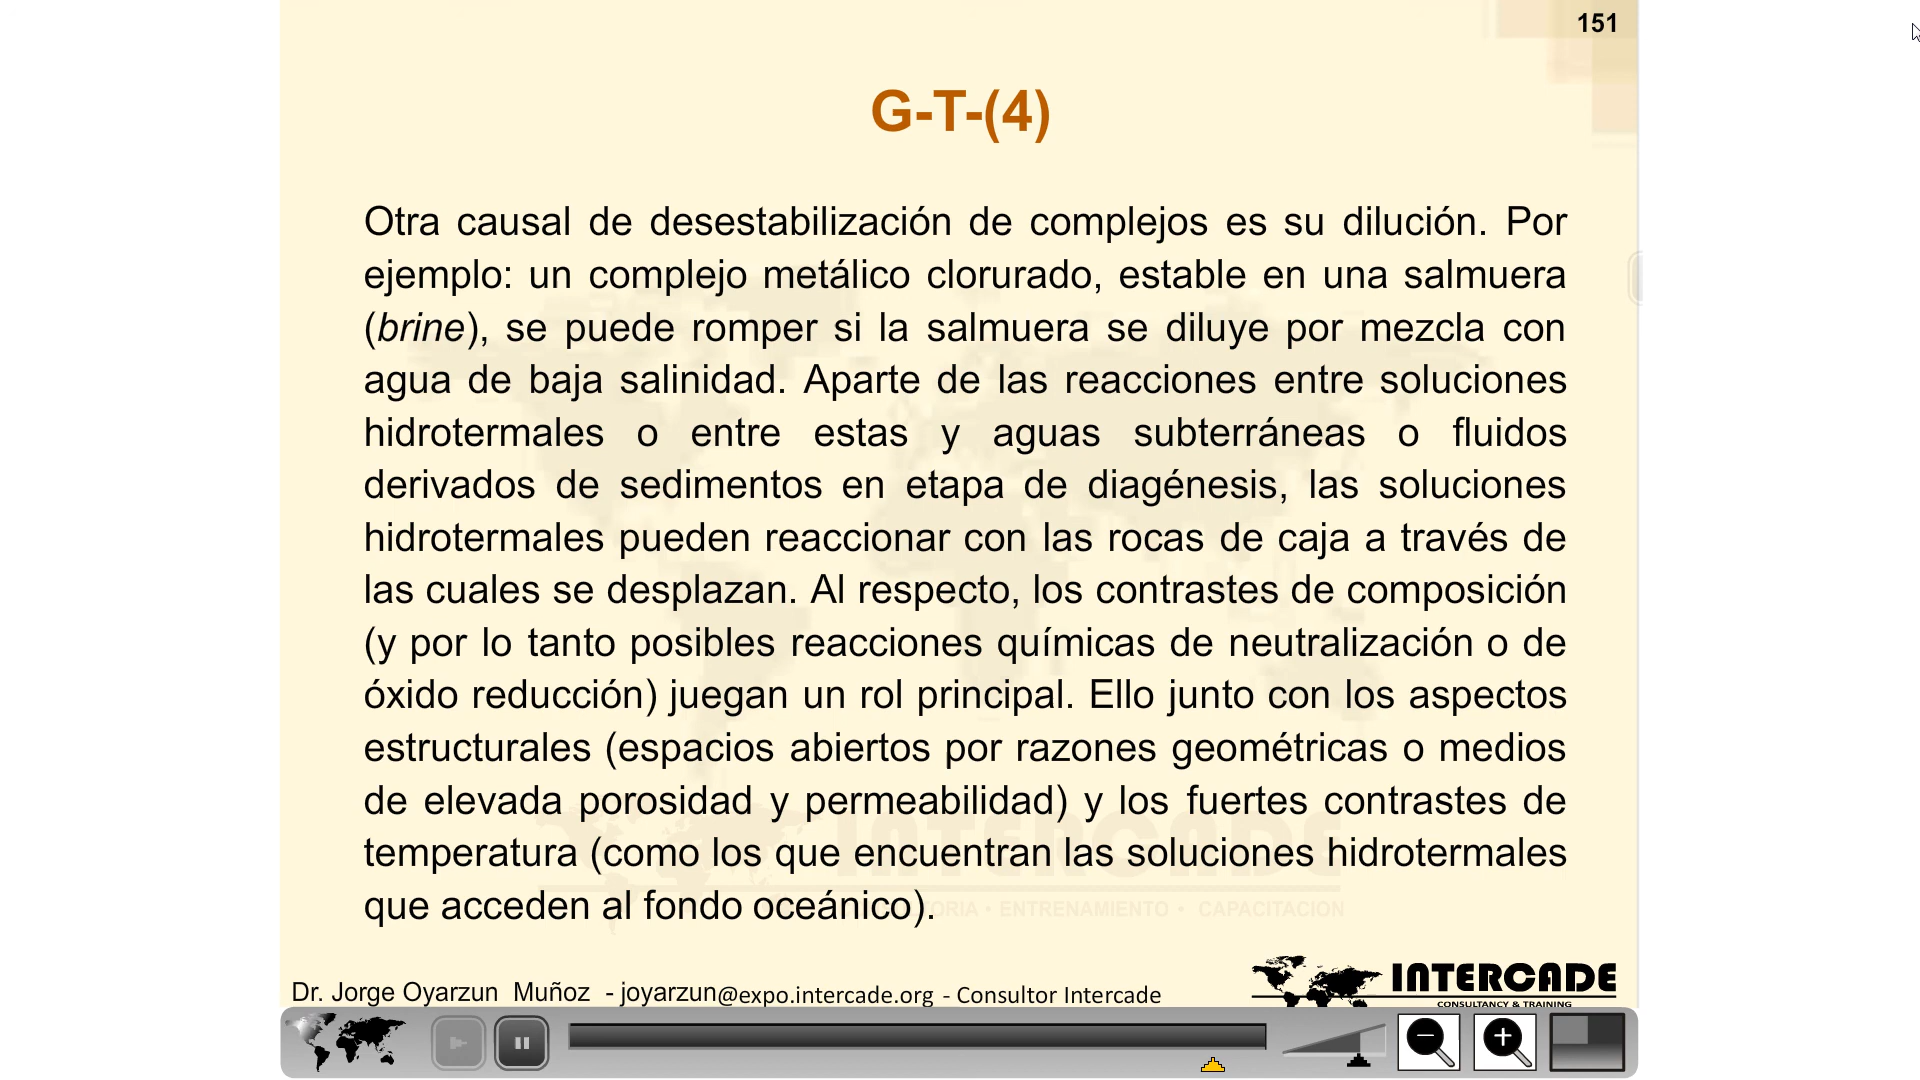 151
G-T-(4)
Otra causal de desestabilización de complejos es su dilución. Por
ejemplo: un complejo metálico clorurado, estable en una salmuera
(brine), se puede romper si la salmuera se diluye por mezcla con
agua de baja salinidad. Aparte de las reacciones entre soluciones
hidrotermales o entre estas y aguas subterráneas o fluidos
derivados de sedimentos en etapa de diagénesis, las soluciones
hidrotermales pueden reaccionar con las rocas de caja a través de
las cuales se desplazan. Al respecto, los contrastes de composición
(y por lo tanto posibles reacciones químicas de neutralización o de
óxido reducción) juegan un rol principal. Ello junto con los aspectos
estructurales (espacios abiertos por razones geométricas o medios
de elevada porosidad y permeabilidad) y los fuertes contrastes de
temperatura (como los que encuentran las soluciones hidrotermales
que acceden al fondo oceánico).
INTERCADE
ENTRENAMIENTO • CAPACITACION
Dr. Jorge Oyarzun Muñoz - joyarzun@expo.intercade.org - Consultor Intercade
INTERCADE
CONSULTANCY & TRAINING